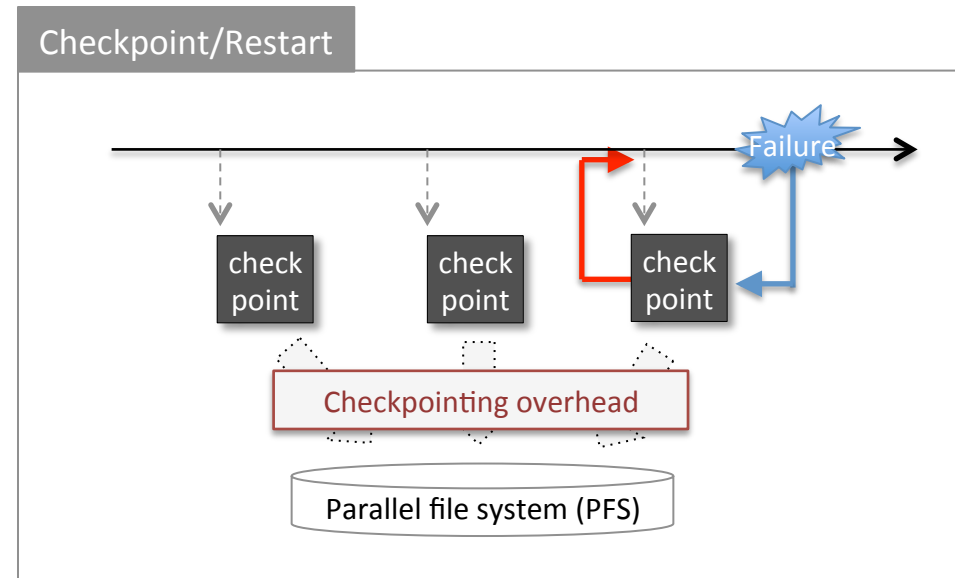 Checkpoint/Restart
Failure
check
point
check
point
check
point
Checkpointing overhead
Parallel file system (PFS)